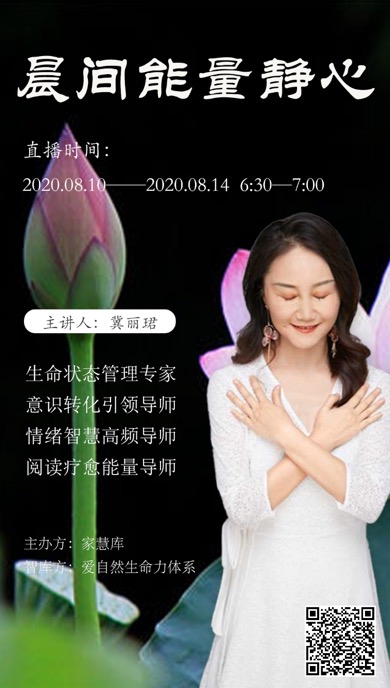 晨间能量静心
直播时间：
2020.08.10——2020.08.14 6:30—7:00
主讲人：冀丽珺
生命状态管理专家
意识转化引领导师
情绪智慧高频导师
阅读疗愈能量导师
主办方：家慧库
智库方：爱自然生命力体系